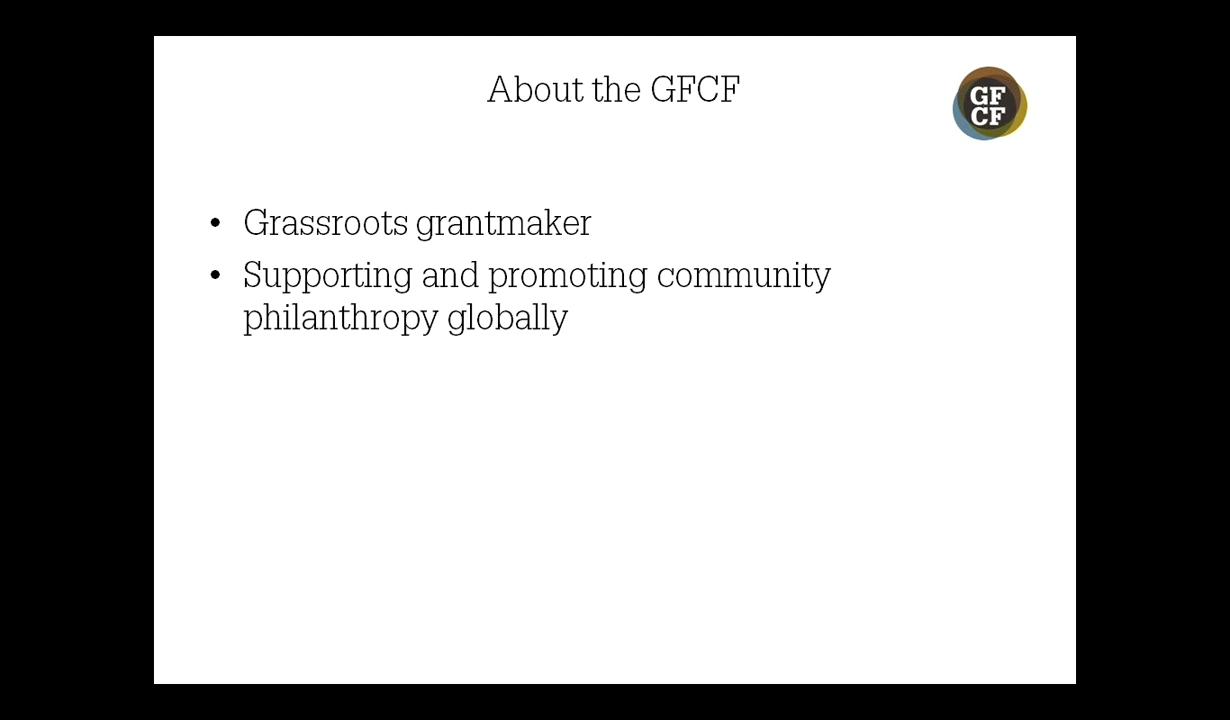 About the GFCF
GF
CF
• Grassroots grantmaker
• Supporting and promoting community
philanthropy globally